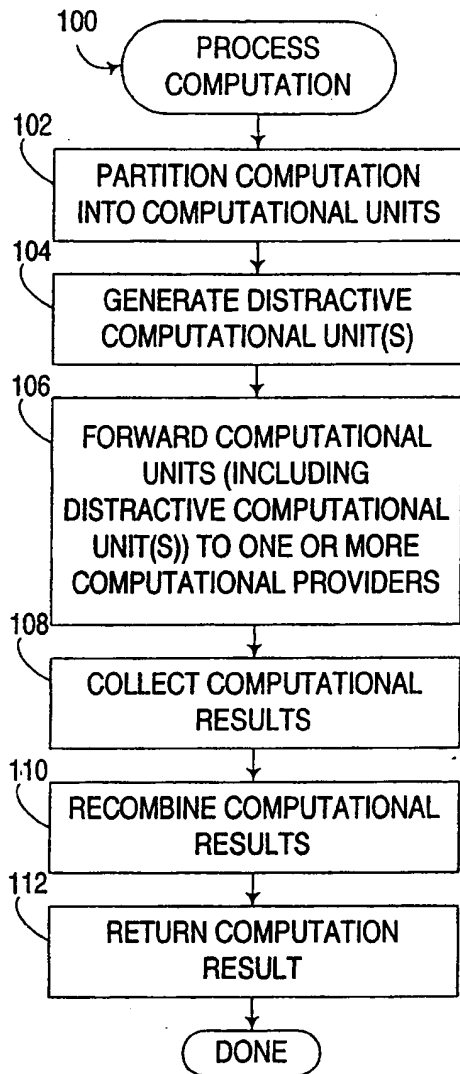 100
PROCESS
COMPUTATION
102
PARTITION COMPUTATION
INTO COMPUTATIONAL UNITS
104
GENERATE DISTRACTIVE
COMPUTATIONAL UNIT(S)
106
FORWARD COMPUTATIONAL
UNITS (INCLUDING
DISTRACTIVE COMPUTATIONAL
UNIT(S)) TO ONE OR MORE
COMPUTATIONAL PROVIDERS
108
COLLECT COMPUTATIONAL
RESULTS
110
RECOMBINE COMPUTATIONAL
RESULTS
112
RETURN COMPUTATION
RESULT
DONE